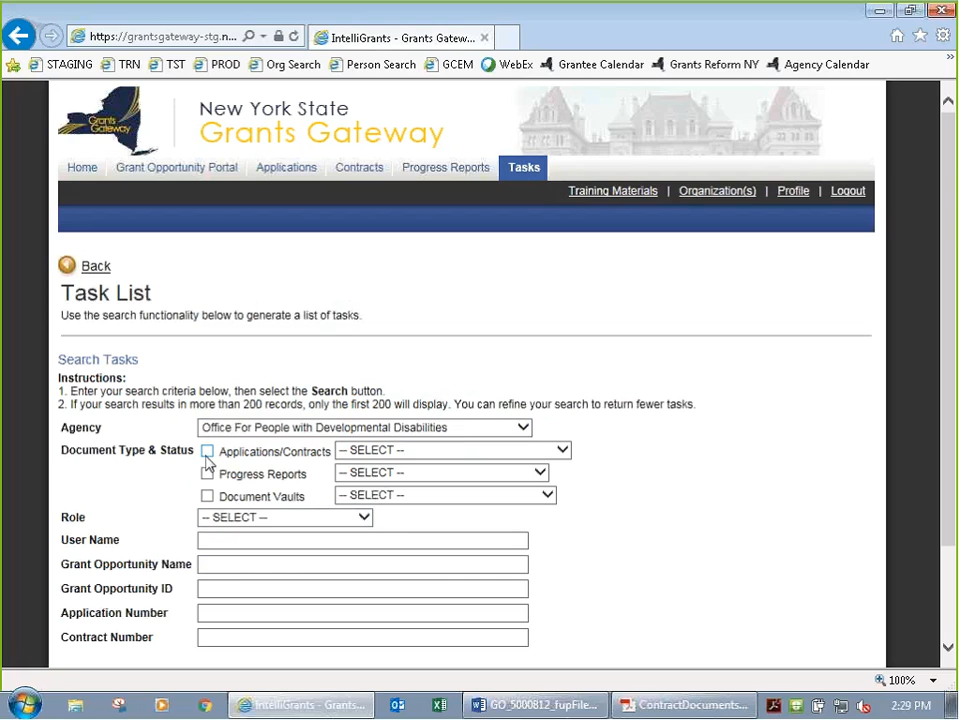 https://grantsgateway-stg.n...
IntelliGrants - Grants Gatew...
STAGING TRN TST PROD Org Search Person Search GCEM WebEx Grantee Calendar Grants Reform NY Agency Calendar
Grants Gateway
New York State
Grants Gateway
Home Grant Opportunity Portal Applications Contracts Progress Reports Tasks
Training Materials | Organization(s) | Profile | Logout
Back
Task List
Use the search functionality below to generate a list of tasks.
Search Tasks
Instructions:
1. Enter your search criteria below, then select the Search button.
2. If your search results in more than 200 records, only the first 200 will display. You can refine your search to return fewer tasks.
Agency Office For People with Developmental Disabilities
Document Type & Status Applications/Contracts -- SELECT --
Progress Reports -- SELECT --
Document Vaults -- SELECT --
Role -- SELECT --
User Name
Grant Opportunity Name
Grant Opportunity ID
Application Number
Contract Number
100%
IntelliGrants - Grants... GO_5000812_fupFile... ContractDocuments... 2:29 PM